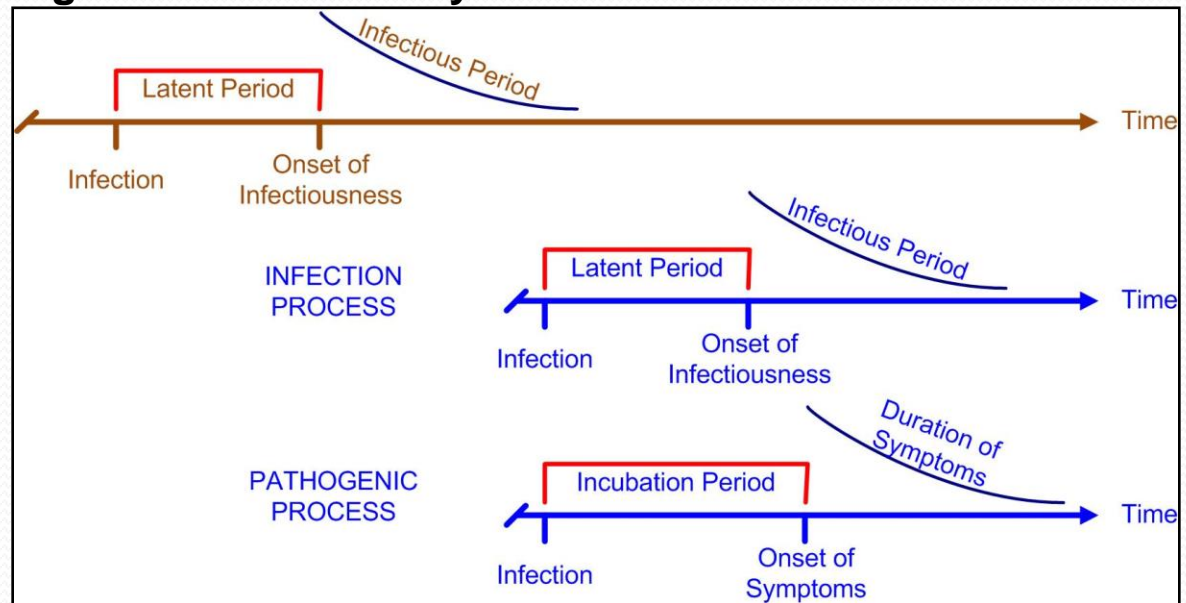 Infectious Period
Latent Period
Time
Infection
Onset of
Infectiousness
Infectious Period
INFECTION
PROCESS
Latent Period
Time
Infection
Onset of
Infectiousness
Duration of
Symptoms
PATHOGENIC
PROCESS
Incubation Period
Time
Infection
Onset of
Symptoms